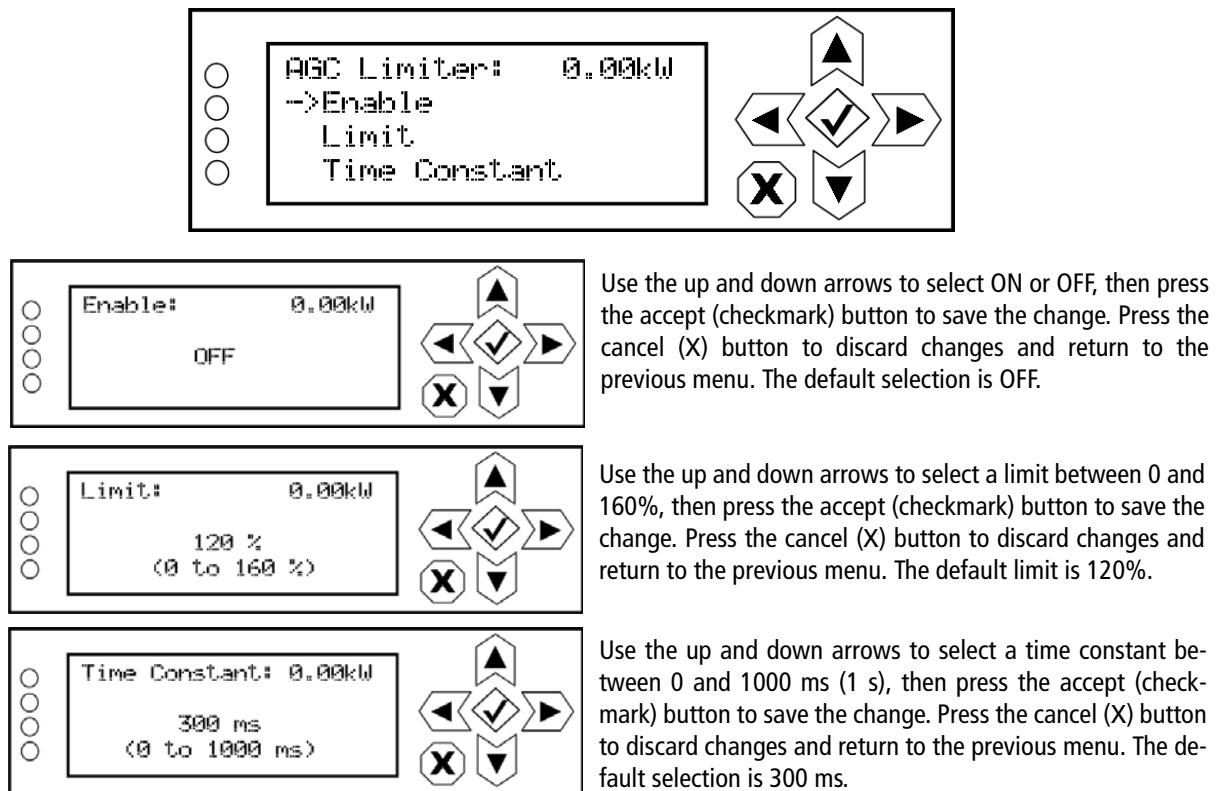 AGC Limiter: 0.00kW
->Enable
Limit
Time Constant
X
Enable: 0.00kW
OFF
X
Use the up and down arrows to select ON or OFF, then press
the accept (checkmark) button to save the change. Press the
cancel (X) button to discard changes and return to the
previous menu. The default selection is OFF.
Limit: 0.00kW
120 %
(0 to 160 %)
X
Use the up and down arrows to select a limit between 0 and
160%, then press the accept (checkmark) button to save the
change. Press the cancel (X) button to discard changes and
return to the previous menu. The default limit is 120%.
Time Constant: 0.00kW
300 ms
(0 to 1000 ms)
X
Use the up and down arrows to select a time constant be-
tween 0 and 1000 ms (1 s), then press the accept (check-
mark) button to save the change. Press the cancel (X) button
to discard changes and return to the previous menu. The de-
fault selection is 300 ms.